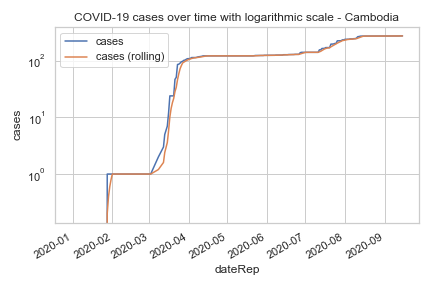 COVID-19 cases over time with logarithmic scale - Cambodia
cases
cases (rolling)
10²
10¹
10⁰
cases
2020-01
2020-02
2020-03
2020-04
2020-05
2020-06
2020-07
2020-08
2020-09
dateRep